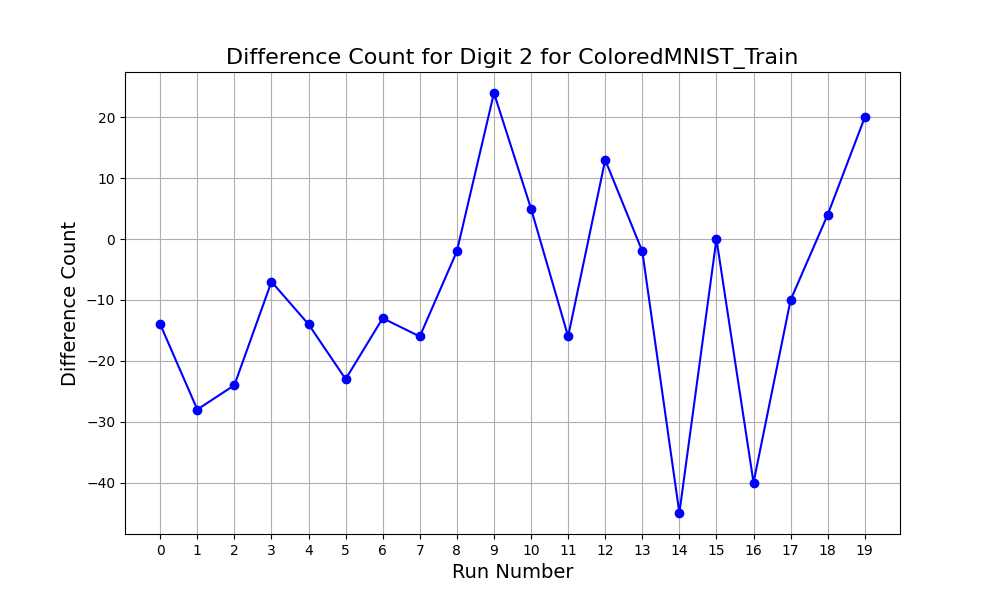 Difference Count for Digit 2 for ColoredMNIST_Train
Difference Count
20
10
0
−10
−20
−30
−40
0 1 2 3 4 5 6 7 8 9 10 11 12 13 14 15 16 17 18 19
Run Number